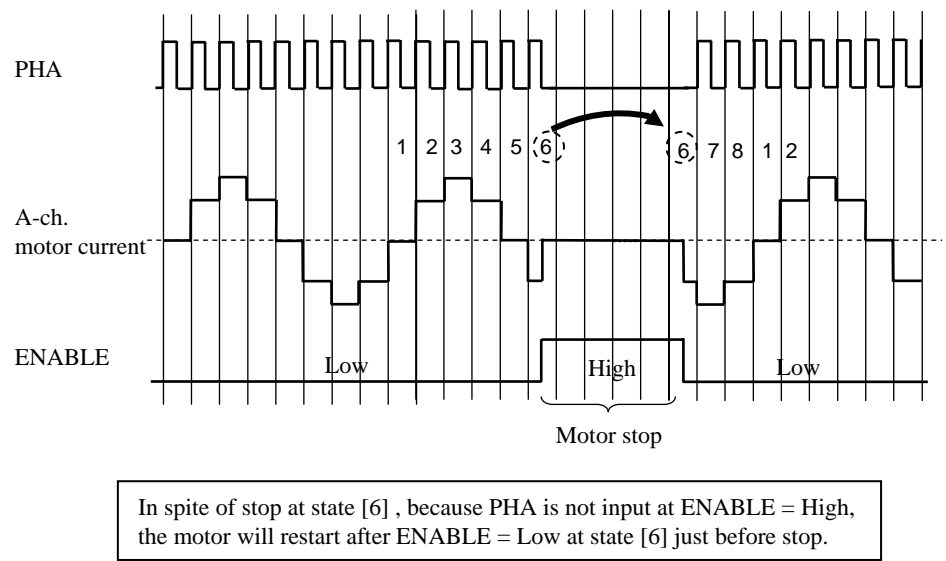 PHA
1 2 3 4 5 6 6 7 8 1 2
A-ch.
motor current
ENABLE
Low High Low
Motor stop
In spite of stop at state [6] , because PHA is not input at ENABLE = High,
the motor will restart after ENABLE = Low at state [6] just before stop.